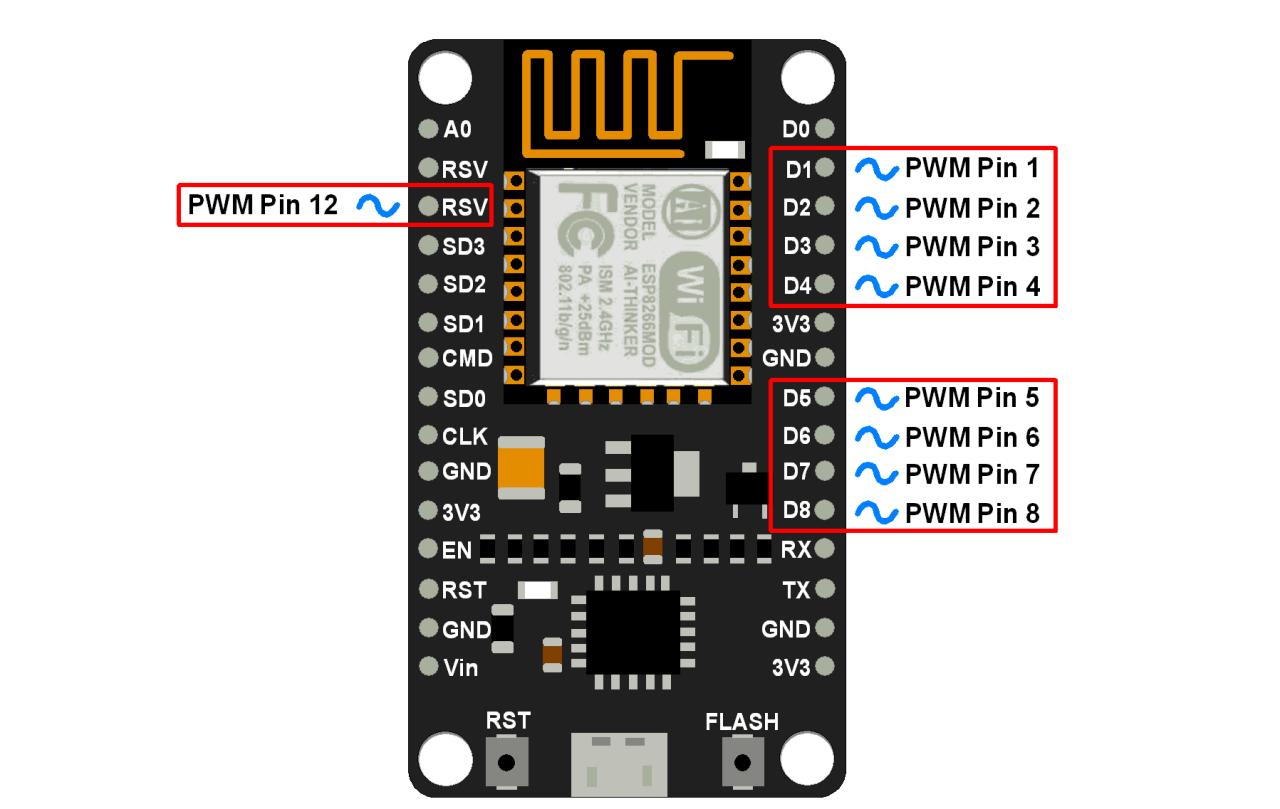 A0
RSV
PWM Pin 12 RSV
SD3
SD2
SD1
CMD
SD0
CLK
GND
3V3
EN
RST
GND
Vin
RST
FCC
MODEL ESP8266MOD
VENDOR AI-THINKER
ISM 2.4GHz
PA +25dBm
802.11b/g/n
Wi Fi
D0
D1 PWM Pin 1
D2 PWM Pin 2
D3 PWM Pin 3
D4 PWM Pin 4
3V3
GND
D5 PWM Pin 5
D6 PWM Pin 6
D7 PWM Pin 7
D8 PWM Pin 8
RX
TX
GND
3V3
FLASH